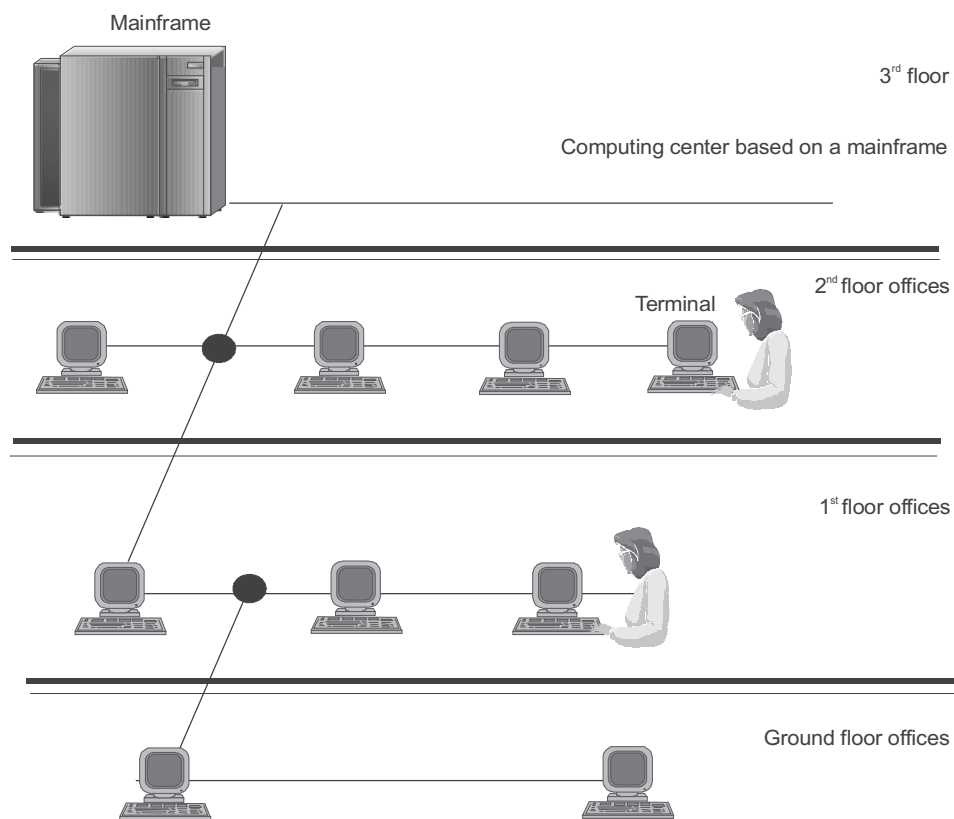 Mainframe
3rd floor
Computing center based on a mainframe
2nd floor offices
Terminal
1st floor offices
Ground floor offices